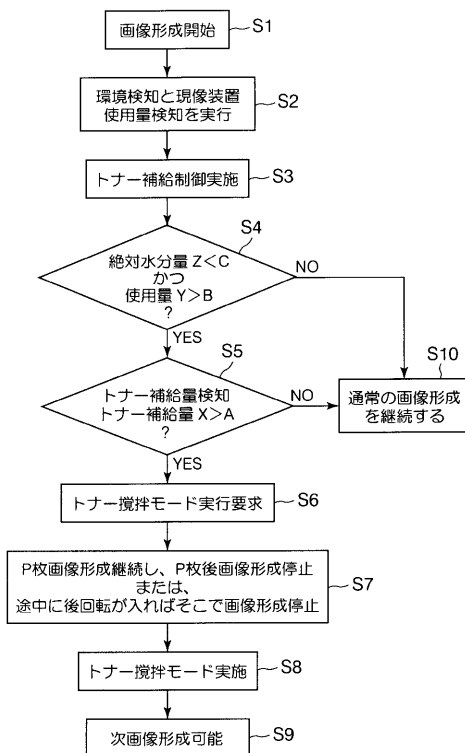 画像形成開始
S1
環境検知と現像装置
使用量検知を実行
S2
トナー補給制御実施
S3
S4
絶対水分量 Z<C
かつ
使用量 Y>B
?
NO
YES
S5
トナー補給量検知
トナー補給量 X>A
?
NO
YES
S10
通常の画像形成
を継続する
トナー撹拌モード実行要求
S6
P枚画像形成継続し、P枚後画像形成停止
または、
途中に後回転が入ればそこで画像形成停止
S7
トナー撹拌モード実施
S8
次画像形成可能
S9